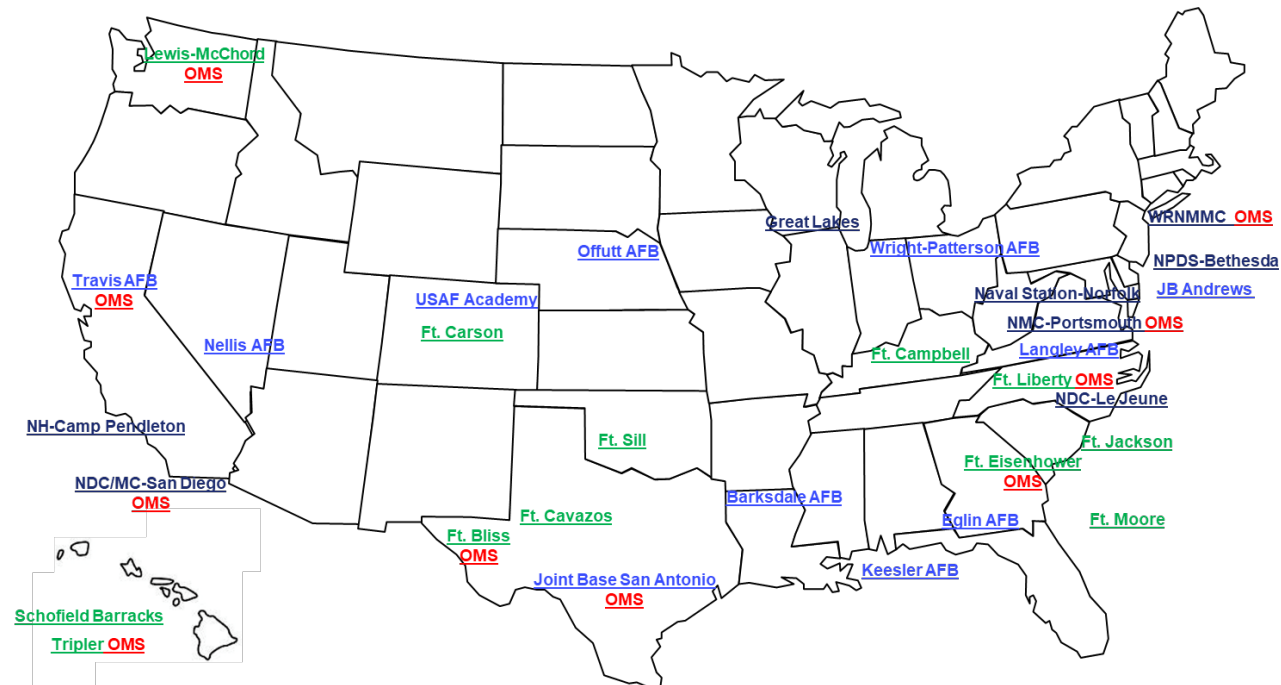 Lewis-McChord
OMS
WRNMMC OMS
Great Lakes
Wright-Patterson AFB
Offutt AFB
NPDS-Bethesda
Travis AFB
OMS
USAF Academy
Naval Station-Norfolk
JB Andrews
Ft. Carson
NMC-Portsmouth OMS
Nellis AFB
Ft. Campbell
Langley AFB
Ft. Liberty OMS
NDC-Le Jeune
NH-Camp Pendleton
Ft. Sill
Ft. Jackson
Ft. Eisenhower
OMS
NDC/MC-San Diego
OMS
Barksdale AFB
Ft. Cavazos
Eglin AFB
Ft. Moore
Ft. Bliss
OMS
Keesler AFB
Joint Base San Antonio
OMS
Schofield Barracks
Tripler OMS